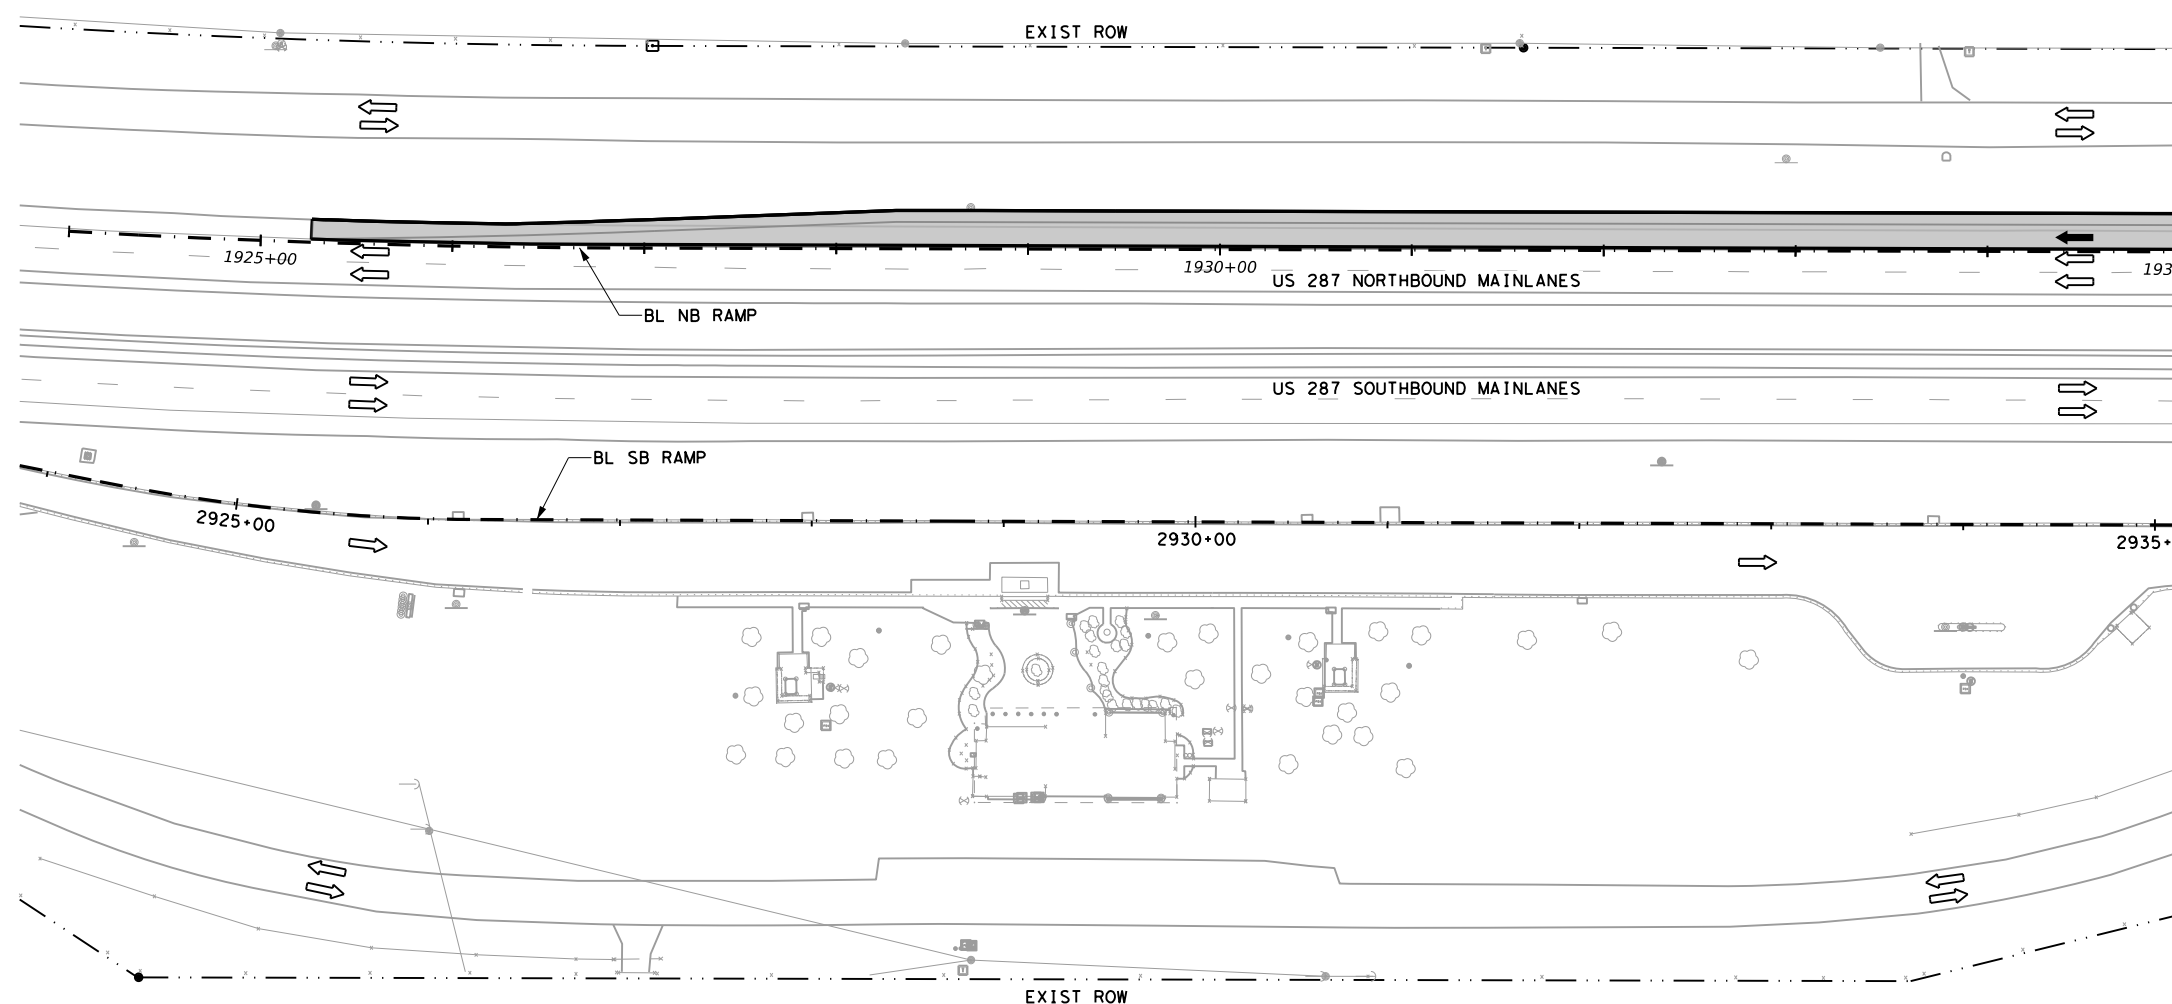 EXIST ROW
1925+00
1930+00
193
US 287 NORTHBOUND MAINLANES
BL NB RAMP
US 287 SOUTHBOUND MAINLANES
BL SB RAMP
2925+00
2930+00
2935+
EXIST ROW